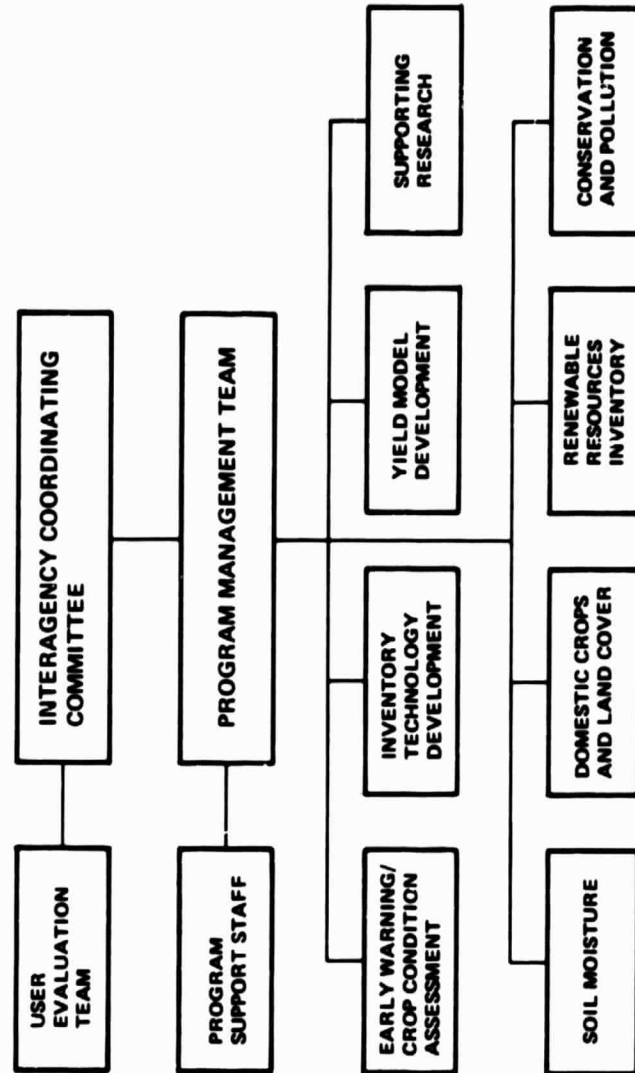 USER
EVALUATION
TEAM
INTERAGENCY COORDINATING
COMMITTEE
PROGRAM
SUPPORT STAFF
PROGRAM MANAGEMENT TEAM
EARLY WARNING/
CROP CONDITION
ASSESSMENT
INVENTORY
TECHNOLOGY
DEVELOPMENT
YIELD MODEL
DEVELOPMENT
SUPPORTING
RESEARCH
SOIL MOISTURE
DOMESTIC CROPS
AND LAND COVER
RENEWABLE
RESOURCES
INVENTORY
CONSERVATION
AND POLLUTION